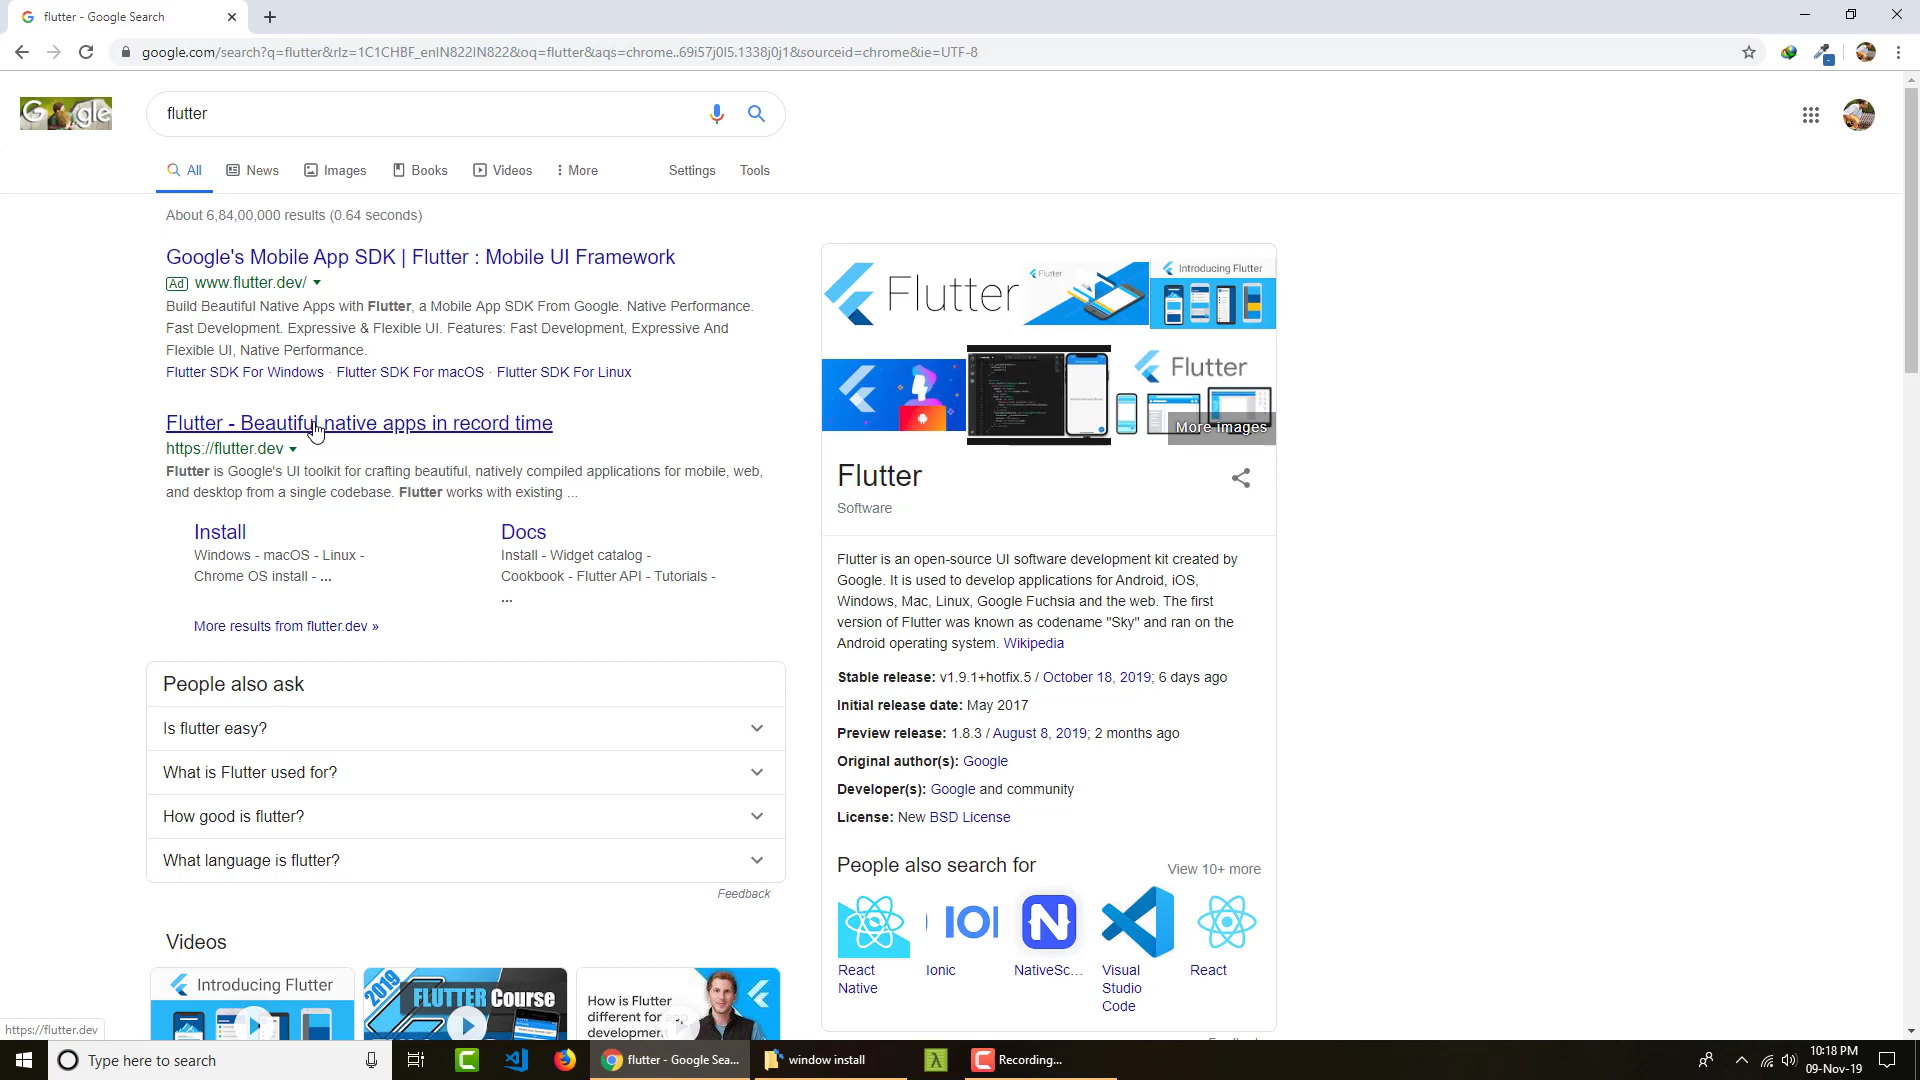 flutter - Google Search
google.com/search?q=flutter&rlz=1C1CHBF_enIN822IN822&oq=flutter&aqs=chrome..69i57j0l5.1338j0j1&sourceid=chrome&ie=UTF-8
flutter
All News Images Books Videos More Settings Tools
About 6,84,00,000 results (0.64 seconds)
Google's Mobile App SDK | Flutter : Mobile UI Framework
Ad www.flutter.dev/
Build Beautiful Native Apps with Flutter, a Mobile App SDK From Google. Native Performance.
Fast Development. Expressive & Flexible UI. Features: Fast Development, Expressive And
Flexible UI, Native Performance.
Flutter SDK For Windows · Flutter SDK For macOS · Flutter SDK For Linux
Flutter - Beautiful native apps in record time
https://flutter.dev
Flutter is Google's UI toolkit for crafting beautiful, natively compiled applications for mobile, web,
and desktop from a single codebase. Flutter works with existing ...
Install
Windows - macOS - Linux -
Chrome OS install - ...
Docs
Install - Widget catalog -
Cookbook - Flutter API - Tutorials -
...
More results from flutter.dev »
People also ask
Is flutter easy?
What is Flutter used for?
How good is flutter?
What language is flutter?
Feedback
Videos
Introducing Flutter
2019
FLUTTER Course
How is Flutter
different for app
development
Flutter
Flutter
Introducing Flutter
Flutter
More images
Flutter
Software
Flutter is an open-source UI software development kit created by
Google. It is used to develop applications for Android, iOS,
Windows, Mac, Linux, Google Fuchsia and the web. The first
version of Flutter was known as codename "Sky" and ran on the
Android operating system. Wikipedia
Stable release: v1.9.1+hotfix.5 / October 18, 2019; 6 days ago
Initial release date: May 2017
Preview release: 1.8.3 / August 8, 2019; 2 months ago
Original author(s): Google
Developer(s): Google and community
License: New BSD License
People also search for
View 10+ more
React
Native
Ionic
NativeSc...
Visual
Studio
Code
React
https://flutter.dev
Type here to search
flutter - Google Sea...
window install
Recording...
10:18 PM
09-Nov-19